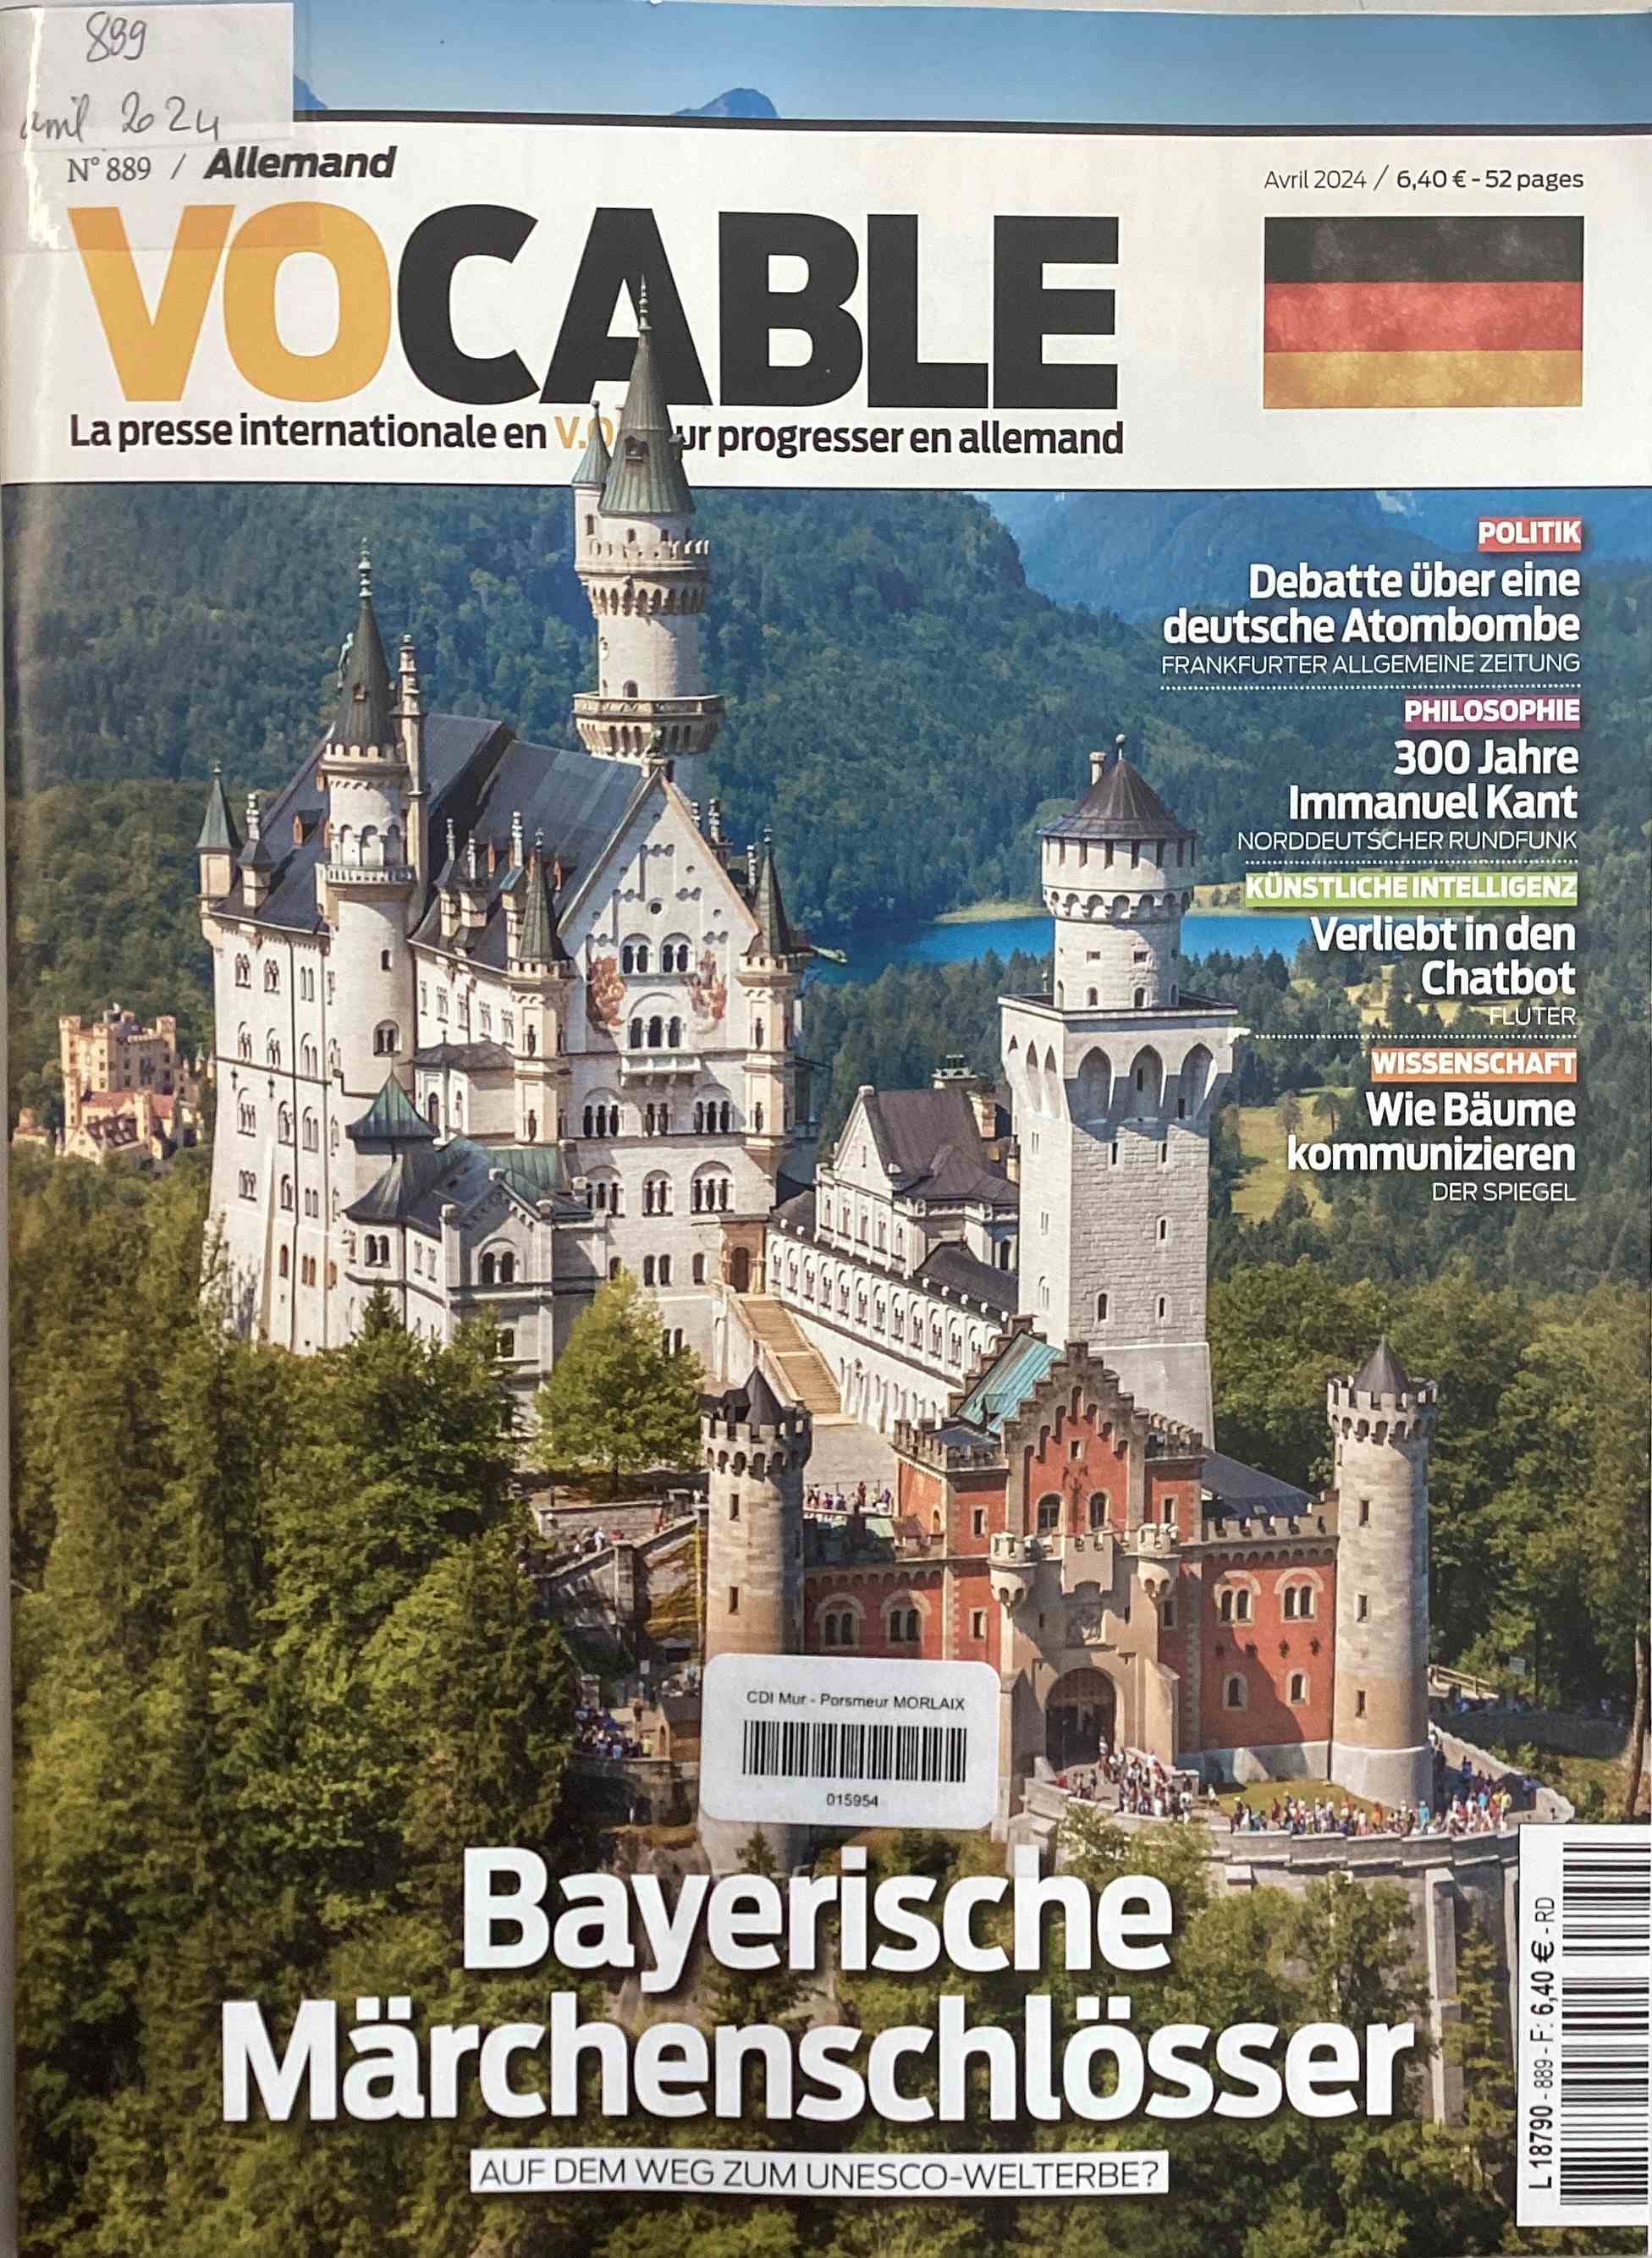 899
avril 2024
N° 889 / Allemand
Avril 2024 / 6,40 € - 52 pages
VOCABLE
La presse internationale en V.O. ur progresser en allemand
POLITIK
Debatte über eine
deutsche Atombombe
FRANKFURTER ALLGEMEINE ZEITUNG
PHILOSOPHIE
300 Jahre
Immanuel Kant
NORDDEUTSCHER RUNDFUNK
KÜNSTLICHE INTELLIGENZ
Verliebt in den
Chatbot
FLUTER
WISSENSCHAFT
Wie Bäume
kommunizieren
DER SPIEGEL
CDI Mur - Porsmeur MORLAIX
015954
Bayerische
Märchenschlösser
AUF DEM WEG ZUM UNESCO-WELTERBE?
L 18790 - 889 - F: 6,40 € - RD